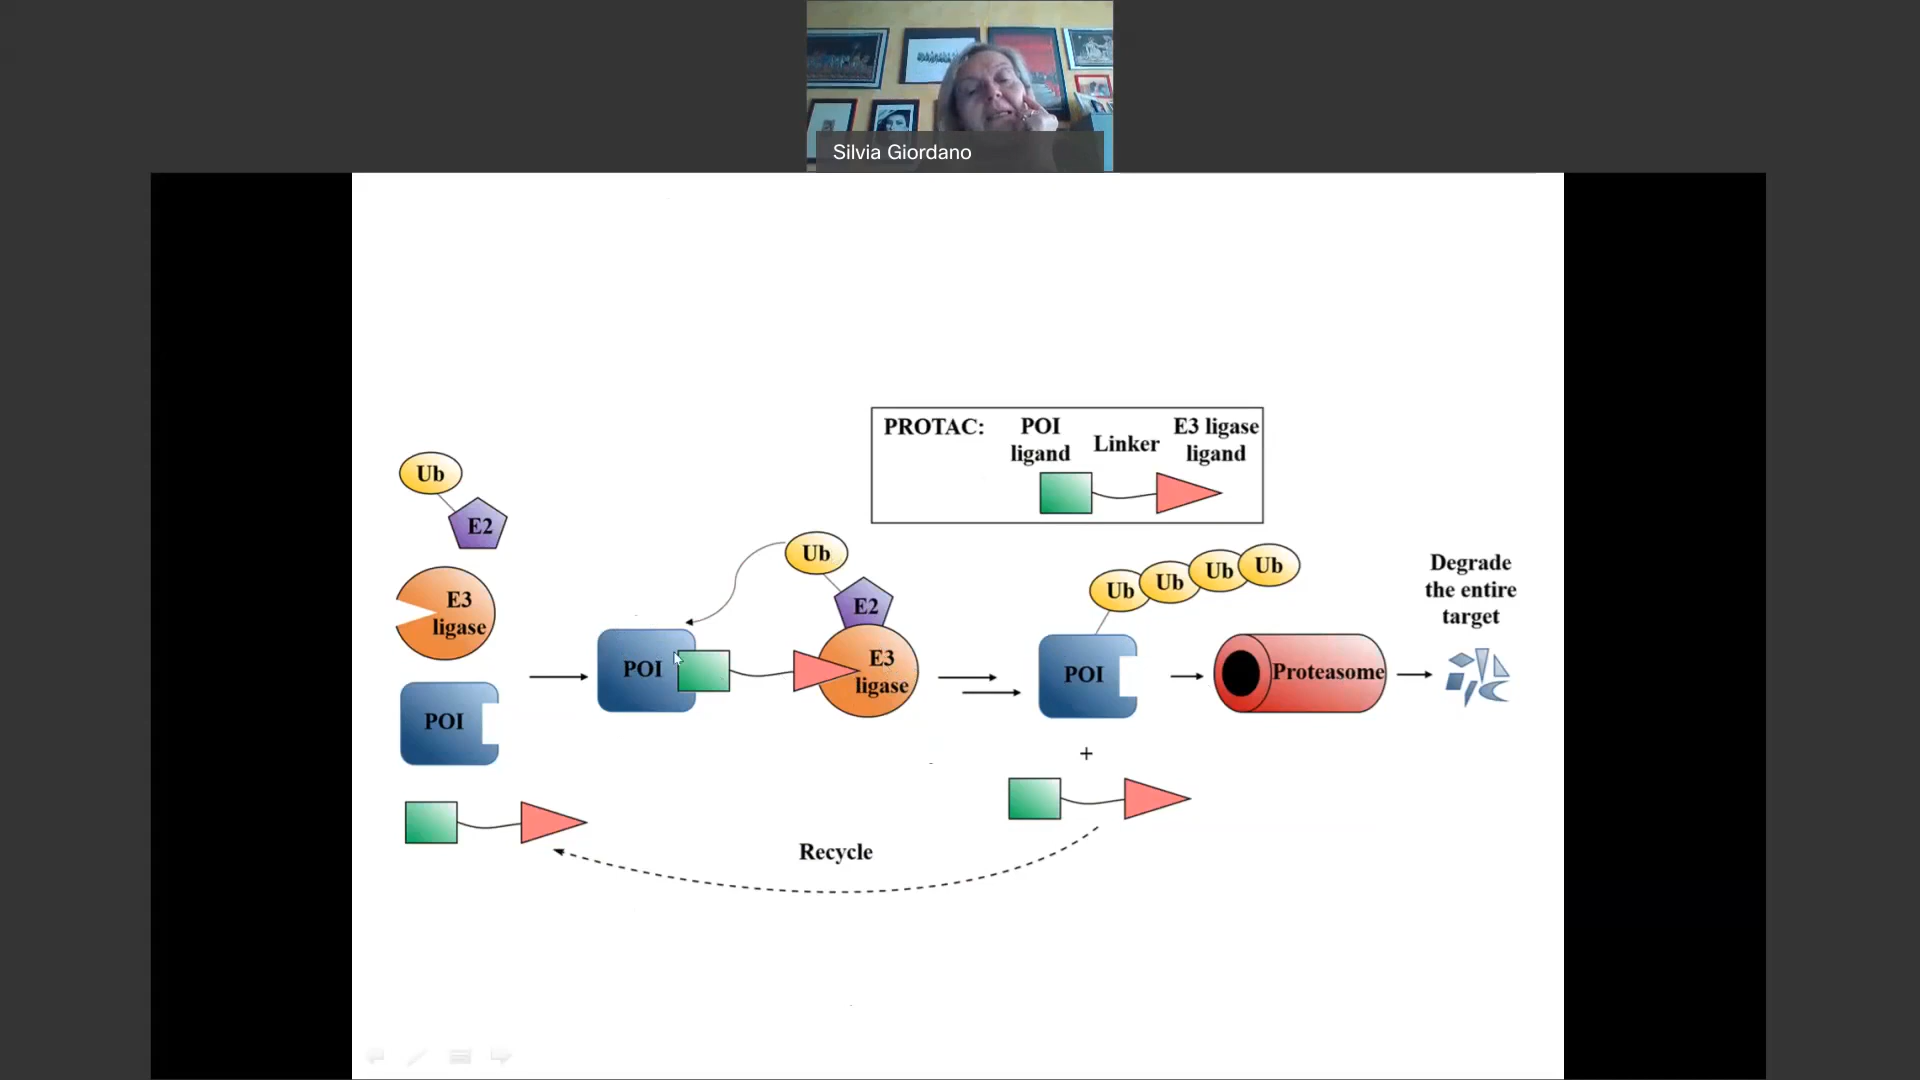 Silvia Giordano
PROTAC:
POI
ligand
Linker
E3 ligase
ligand
Ub
E2
E3
ligase
POI
Ub
E2
POI
E3
ligase
Ub
Ub
Ub
Ub
POI
Proteasome
Degrade
the entire
target
+
Recycle